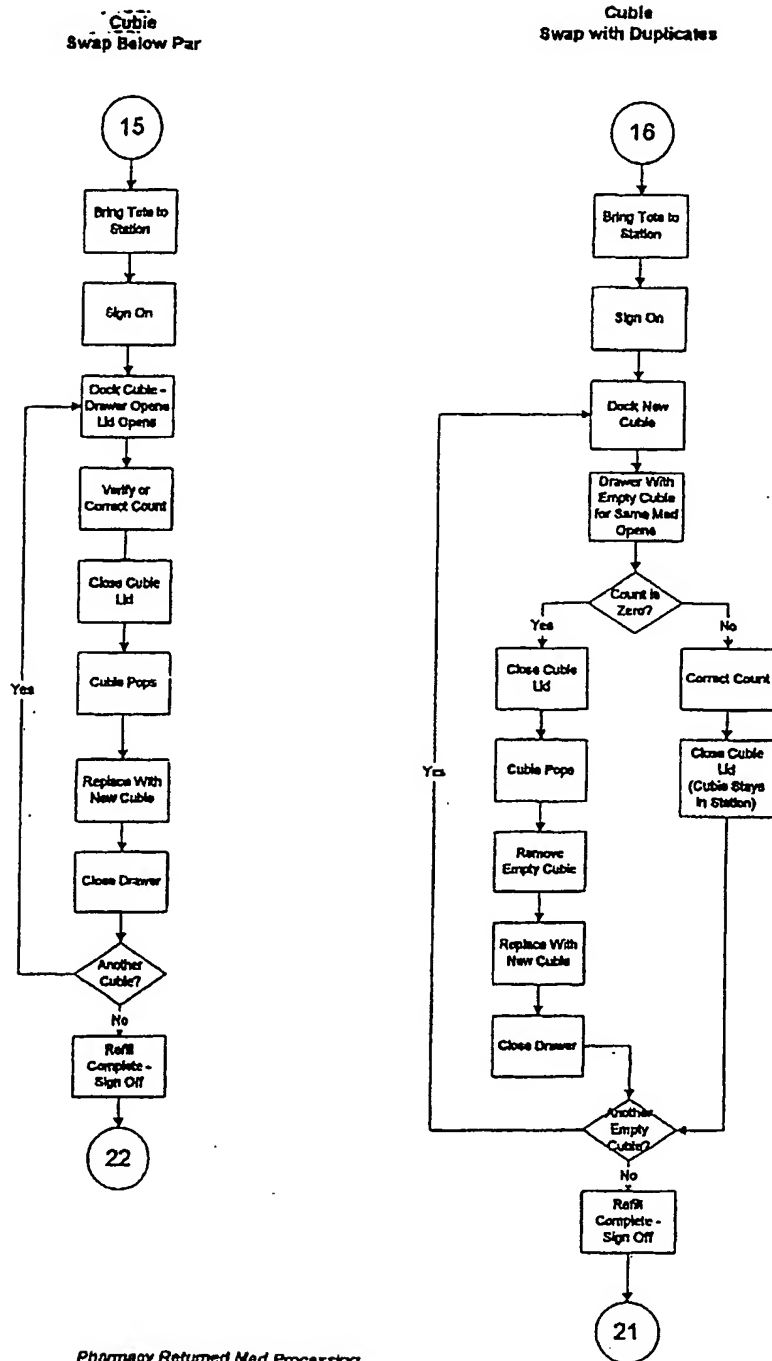 Cubie
Swap Below Par
15
Bring Tote to
Station
Sign On
Dock Cubie -
Drawer Opens
Lid Opens
Verify or
Correct Count
Close Cubie
Lid
Cubie Pops
Yes
Replace With
New Cubie
Close Drawer
Another
Cubie?
No
Refill
Complete -
Sign Off
22
Cubie
Swap with Duplicates
16
Bring Tote to
Station
Sign On
Dock New
Cubie
Drawer With
Empty Cubie
for Same Med
Opens
Count is
Zero?
Yes
No
Close Cubie
Lid
Correct Count
Cubie Pops
Close Cubie
Lid
(Cubie Stays
In Station)
Yes
Remove
Empty Cubie
Replace With
New Cubie
Close Drawer
Another
Empty
Cubie?
No
Refill
Complete -
Sign Off
21
Pharmacy Returned Med Processing